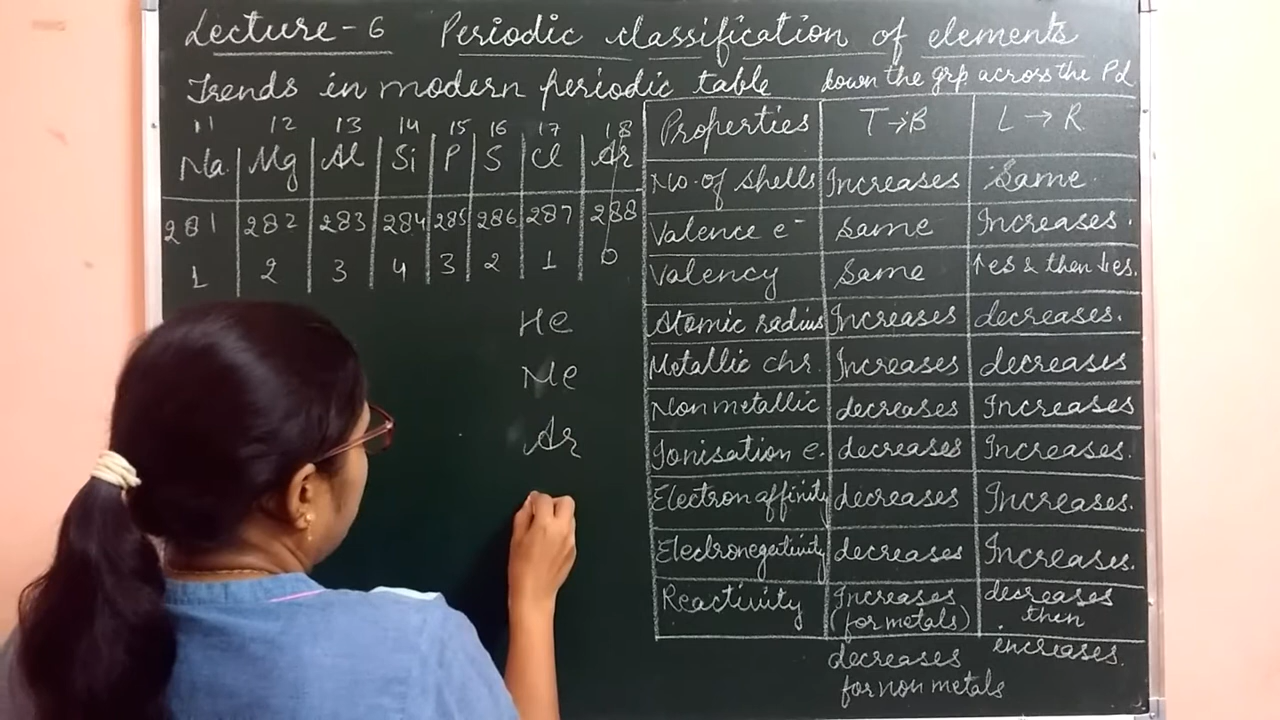 Lecture-6 Periodic classification of elements
Trends in modern periodic table
11 12 13 14 15 16 17 18
Na Mg Al Si P S Cl Ar
281 282 283 284 285 286 287 288
1 2 3 4 3 2 1 0
He
Ne
Ar
down the grp across the Pd
Properties T→B L→R
No. of shells Increases Same
Valence e⁻ Same Increases.
Valency Same ↑es & then ↓es.
Atomic radius Increases decreases.
Metallic chr. Increases decreases
Non metallic decreases Increases
Ionisation e. decreases Increases.
Electron affinity decreases Increases.
Electronegativity decreases Increases.
Reactivity Increases decreases
(for metals) then
increases.
decreases
for non metals